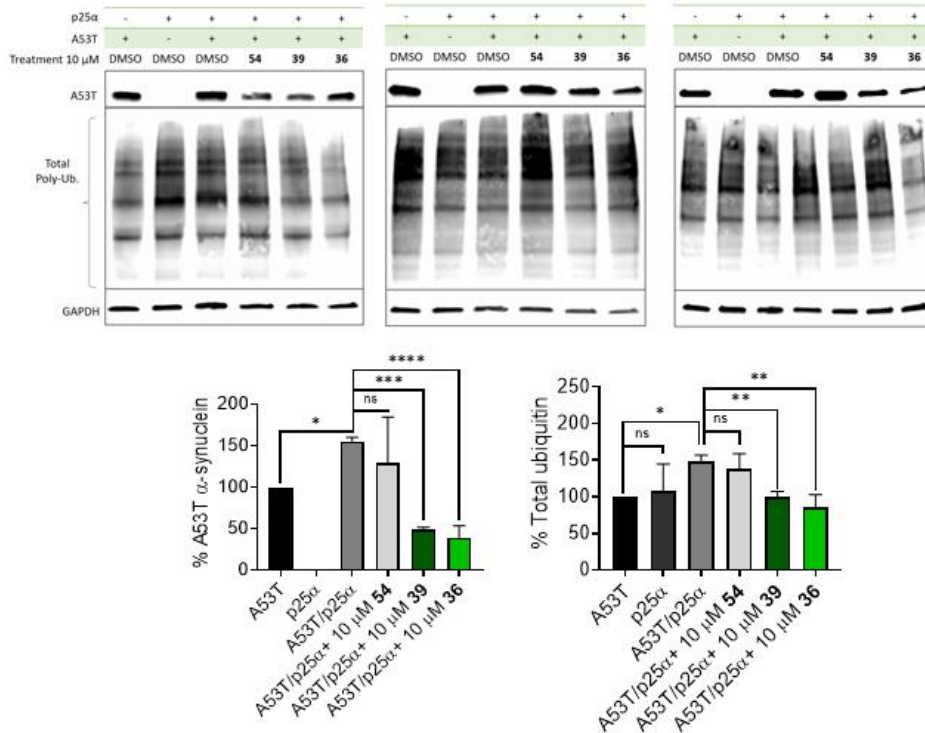 p25α - + + + + + - + + + + + - + + + + +
A53T + - + + + + + - + + + + + - + + + +
Treatment 10 µM DMSO DMSO DMSO 54 39 36 DMSO DMSO DMSO 54 39 36 DMSO DMSO DMSO 54 39 36
A53T
Total
Poly-Ub.
GAPDH
% A53T α- synuclein
200
150
100
50
0
*
ns
***
****
A53T
p25α
A53T/p25α
A53T/p25α+ 10 µM 54
A53T/p25α+ 10 µM 39
A53T/p25α+ 10 µM 36
% Total ubiquitin
250
200
150
100
50
0
ns
*
ns
**
**
A53T
p25α
A53T/p25α
A53T/p25α+ 10 µM 54
A53T/p25α+ 10 µM 39
A53T/p25α+ 10 µM 36